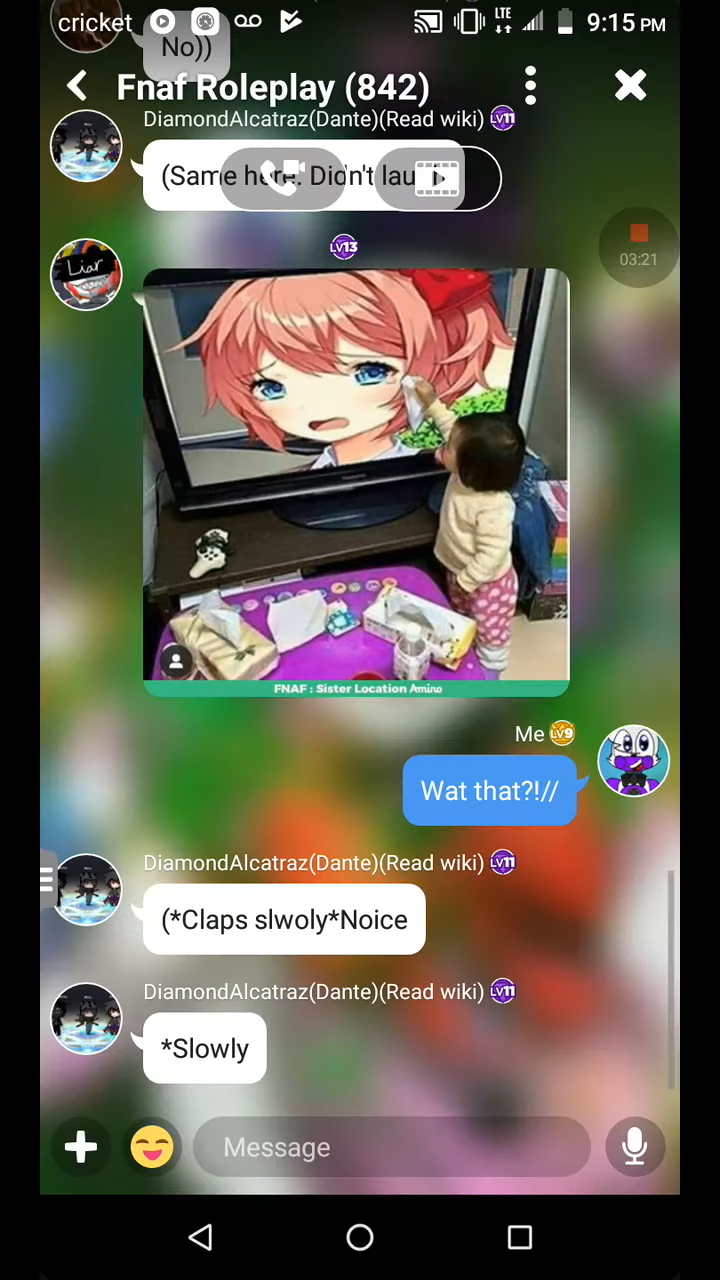 cricket
LTE
9:15 PM
No))
Fnaf Roleplay (842)
DiamondAlcatraz(Dante)(Read wiki) LV11
(Same here. Didn't lau
03:21
LV13
Liar
FNAF : Sister Location Amino
Me LV9
Wat that?!//
DiamondAlcatraz(Dante)(Read wiki) LV11
(*Claps slwoly*Noice
DiamondAlcatraz(Dante)(Read wiki) LV11
*Slowly
Message